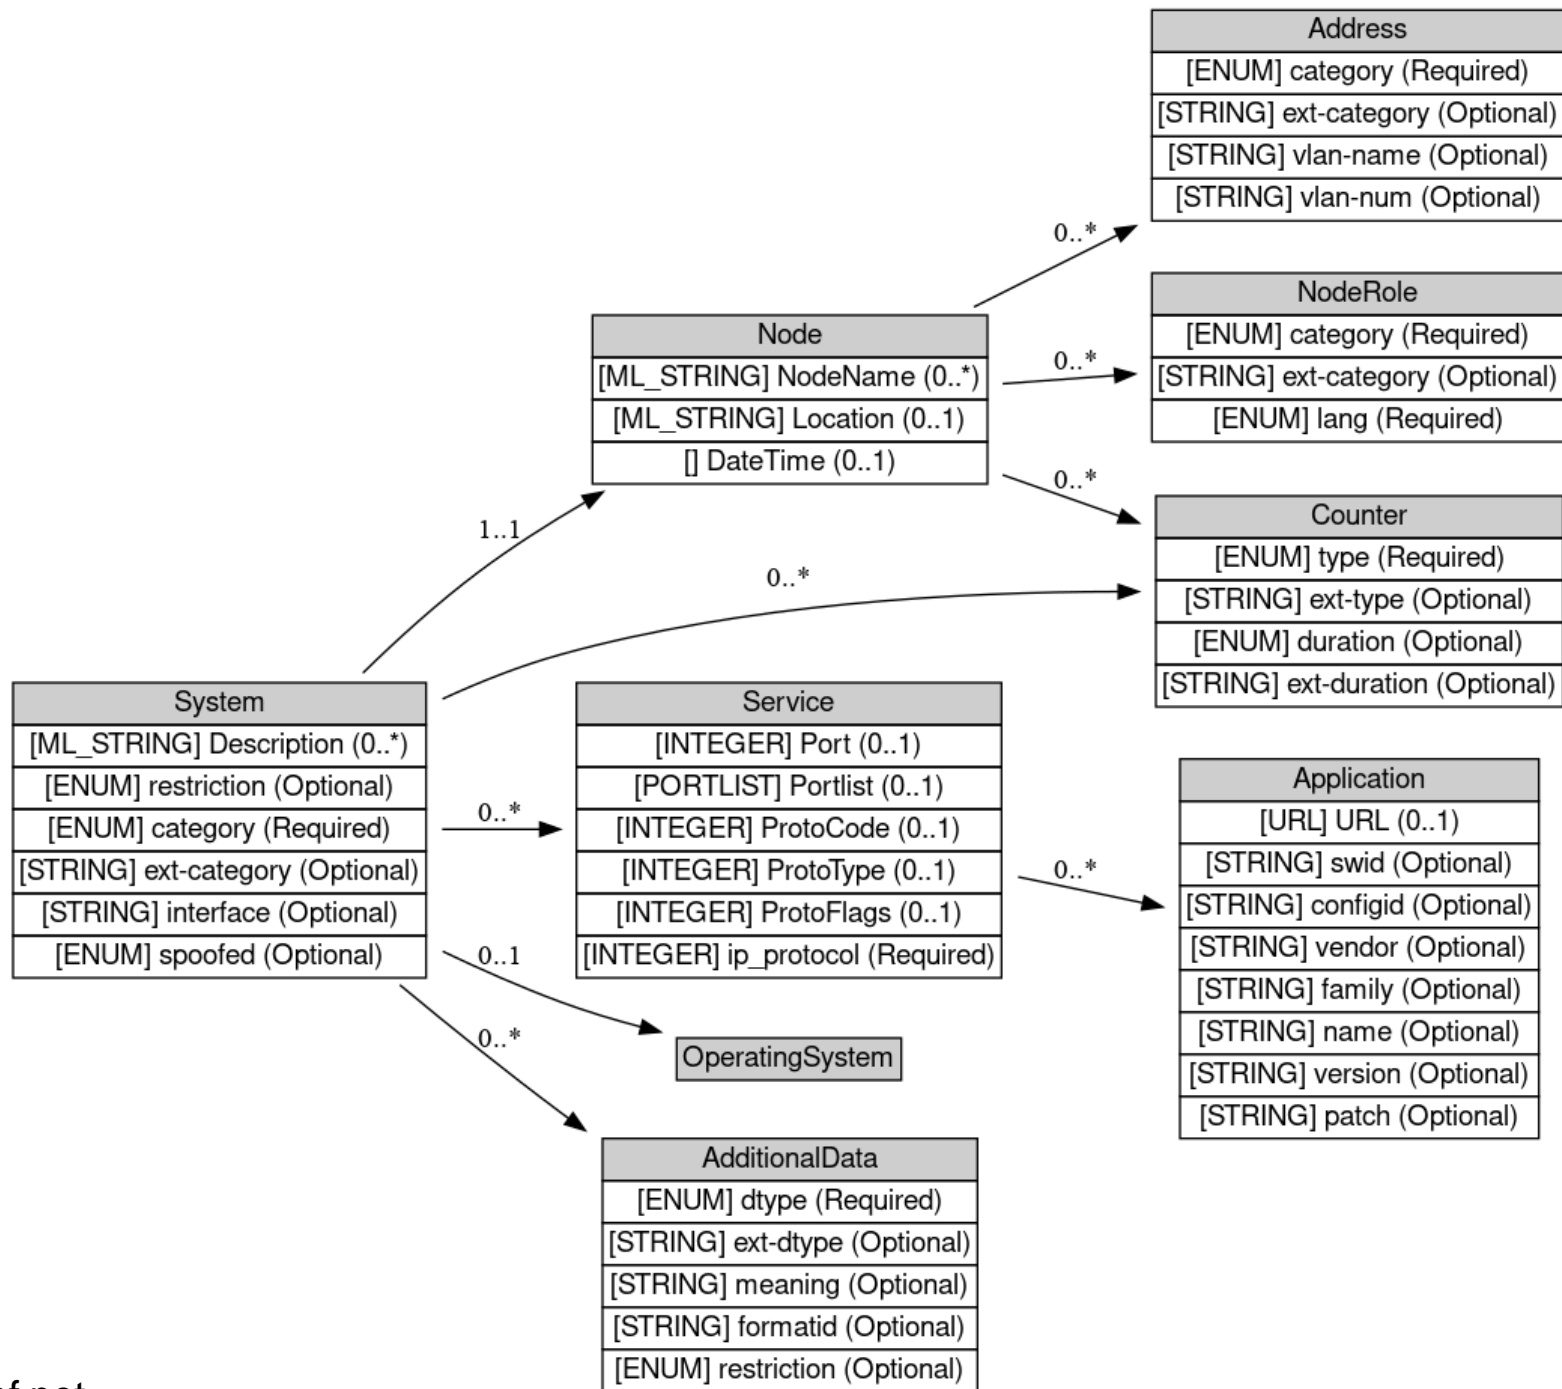 Address
[ENUM] category (Required)
[STRING] ext-category (Optional)
[STRING] vlan-name (Optional)
[STRING] vlan-num (Optional)
0..*
NodeRole
[ENUM] category (Required)
[STRING] ext-category (Optional)
[ENUM] lang (Required)
0..*
Node
[ML_STRING] NodeName (0..*)
[ML_STRING] Location (0..1)
[] DateTime (0..1)
0..*
Counter
[ENUM] type (Required)
[STRING] ext-type (Optional)
[ENUM] duration (Optional)
[STRING] ext-duration (Optional)
1..1
0..*
System
[ML_STRING] Description (0..*)
[ENUM] restriction (Optional)
[ENUM] category (Required)
[STRING] ext-category (Optional)
[STRING] interface (Optional)
[ENUM] spoofed (Optional)
0..*
Service
[INTEGER] Port (0..1)
[PORTLIST] Portlist (0..1)
[INTEGER] ProtoCode (0..1)
[INTEGER] ProtoType (0..1)
[INTEGER] ProtoFlags (0..1)
[INTEGER] ip_protocol (Required)
0..*
Application
[URL] URL (0..1)
[STRING] swid (Optional)
[STRING] configid (Optional)
[STRING] vendor (Optional)
[STRING] family (Optional)
[STRING] name (Optional)
[STRING] version (Optional)
[STRING] patch (Optional)
0..1
OperatingSystem
0..*
AdditionalData
[ENUM] dtype (Required)
[STRING] ext-dtype (Optional)
[STRING] meaning (Optional)
[STRING] formatid (Optional)
[ENUM] restriction (Optional)